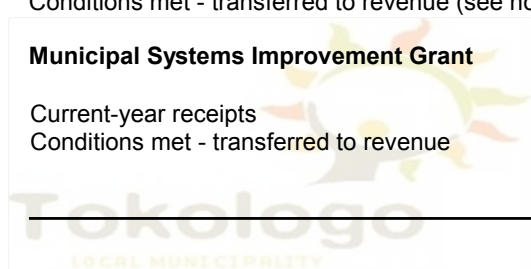 Conditions met - transferred to revenue (see no
Municipal Systems Improvement Grant
Current-year receipts
Conditions met - transferred to revenue
Tokologo
LOCAL MUNICIPALITY